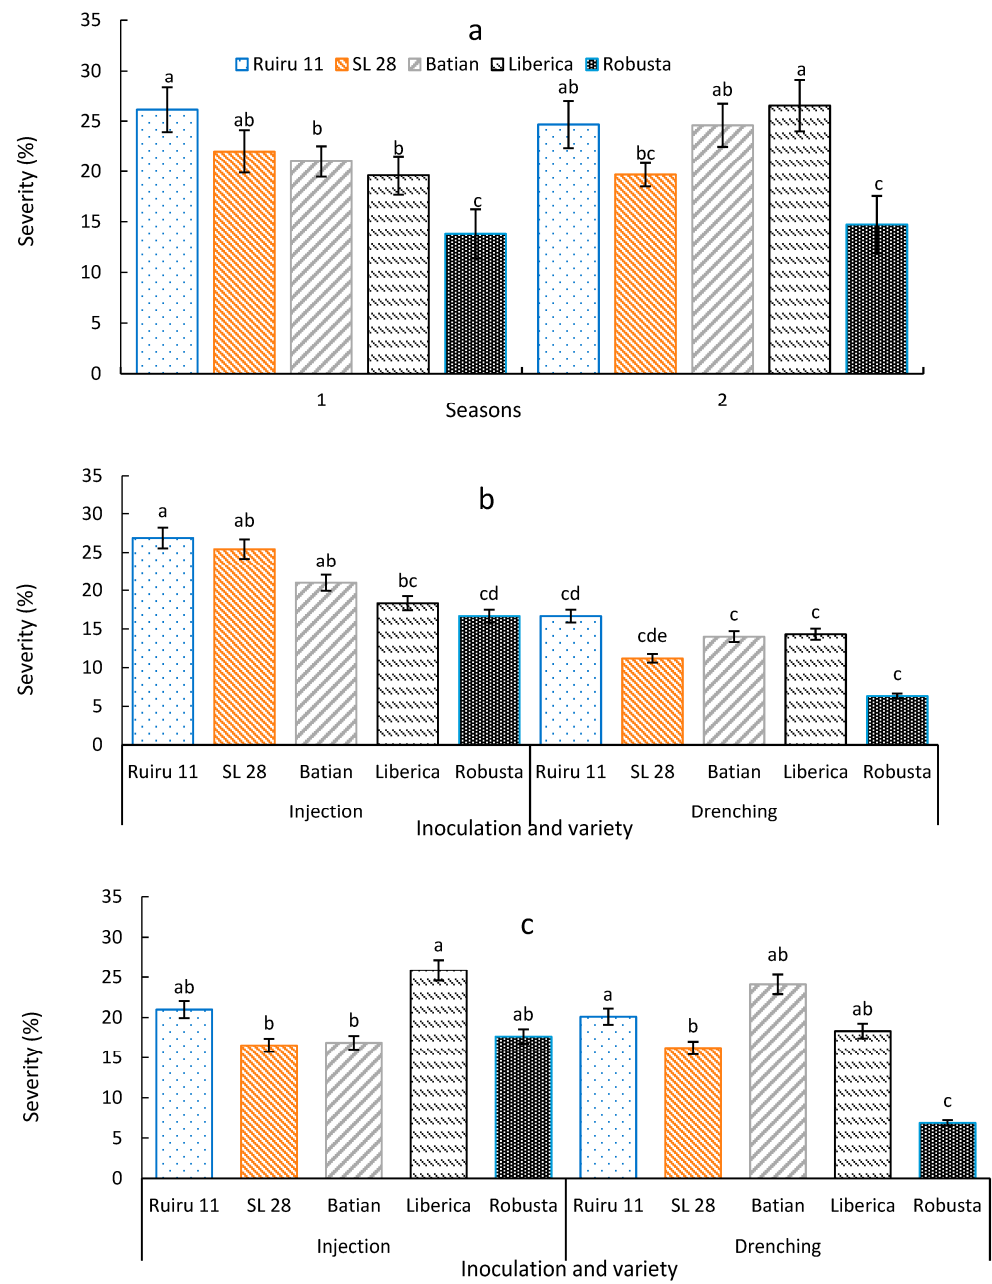 a
35
30
25
20
15
10
5
0
Severity (%)
Ruiru 11 SL 28 Batian Liberica Robusta
a ab b b c ab bc ab a c
1 2
Seasons
b
35
30
25
20
15
10
5
0
Severity (%)
a ab ab bc cd cd cde c c c
Ruiru 11 SL 28 Batian Liberica Robusta Ruiru 11 SL 28 Batian Liberica Robusta
Injection Drenching
Inoculation and variety
c
35
30
25
20
15
10
5
0
Severity (%)
ab b b a ab a b ab ab c
Ruiru 11 SL 28 Batian Liberica Robusta Ruiru 11 SL 28 Batian Liberica Robusta
Injection Drenching
Inoculation and variety